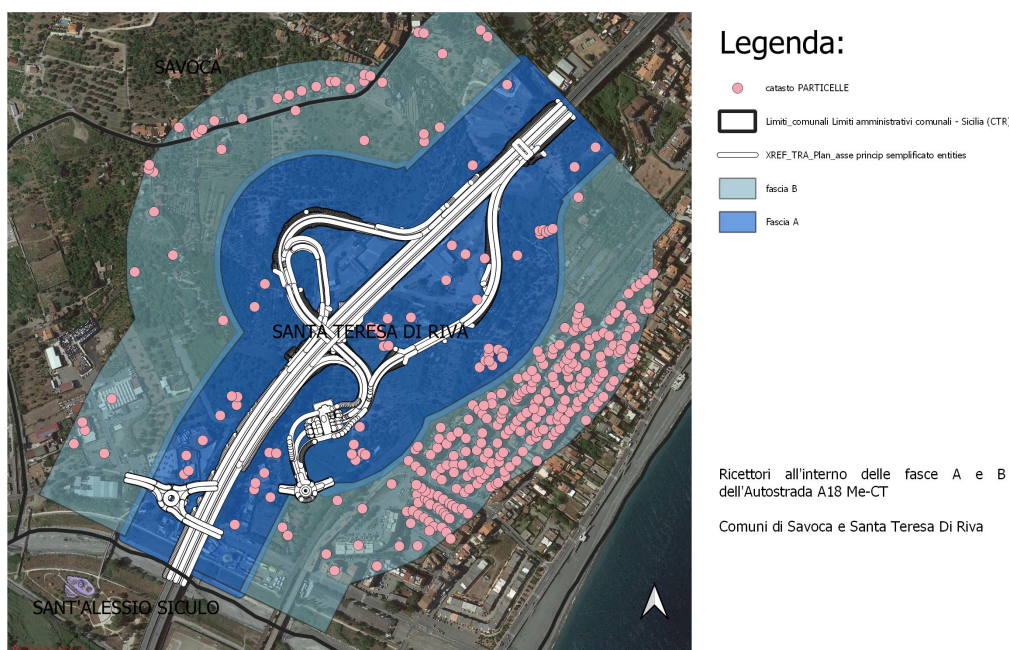 SAVOCA
SANTA TERESA DI RIVA
SANT'ALESSIO SICULO
Legenda:
catasto PARTICELLE
Limiti_comunali Limiti amministrativi comunali - Sicilia (CTR)
XREF_TRA_Plan_asse princip semplificato entities
fascia B
Fascia A
Ricettori all'interno delle fasce A e B
dell'Autostrada A18 Me-CT
Comuni di Savoca e Santa Teresa Di Riva